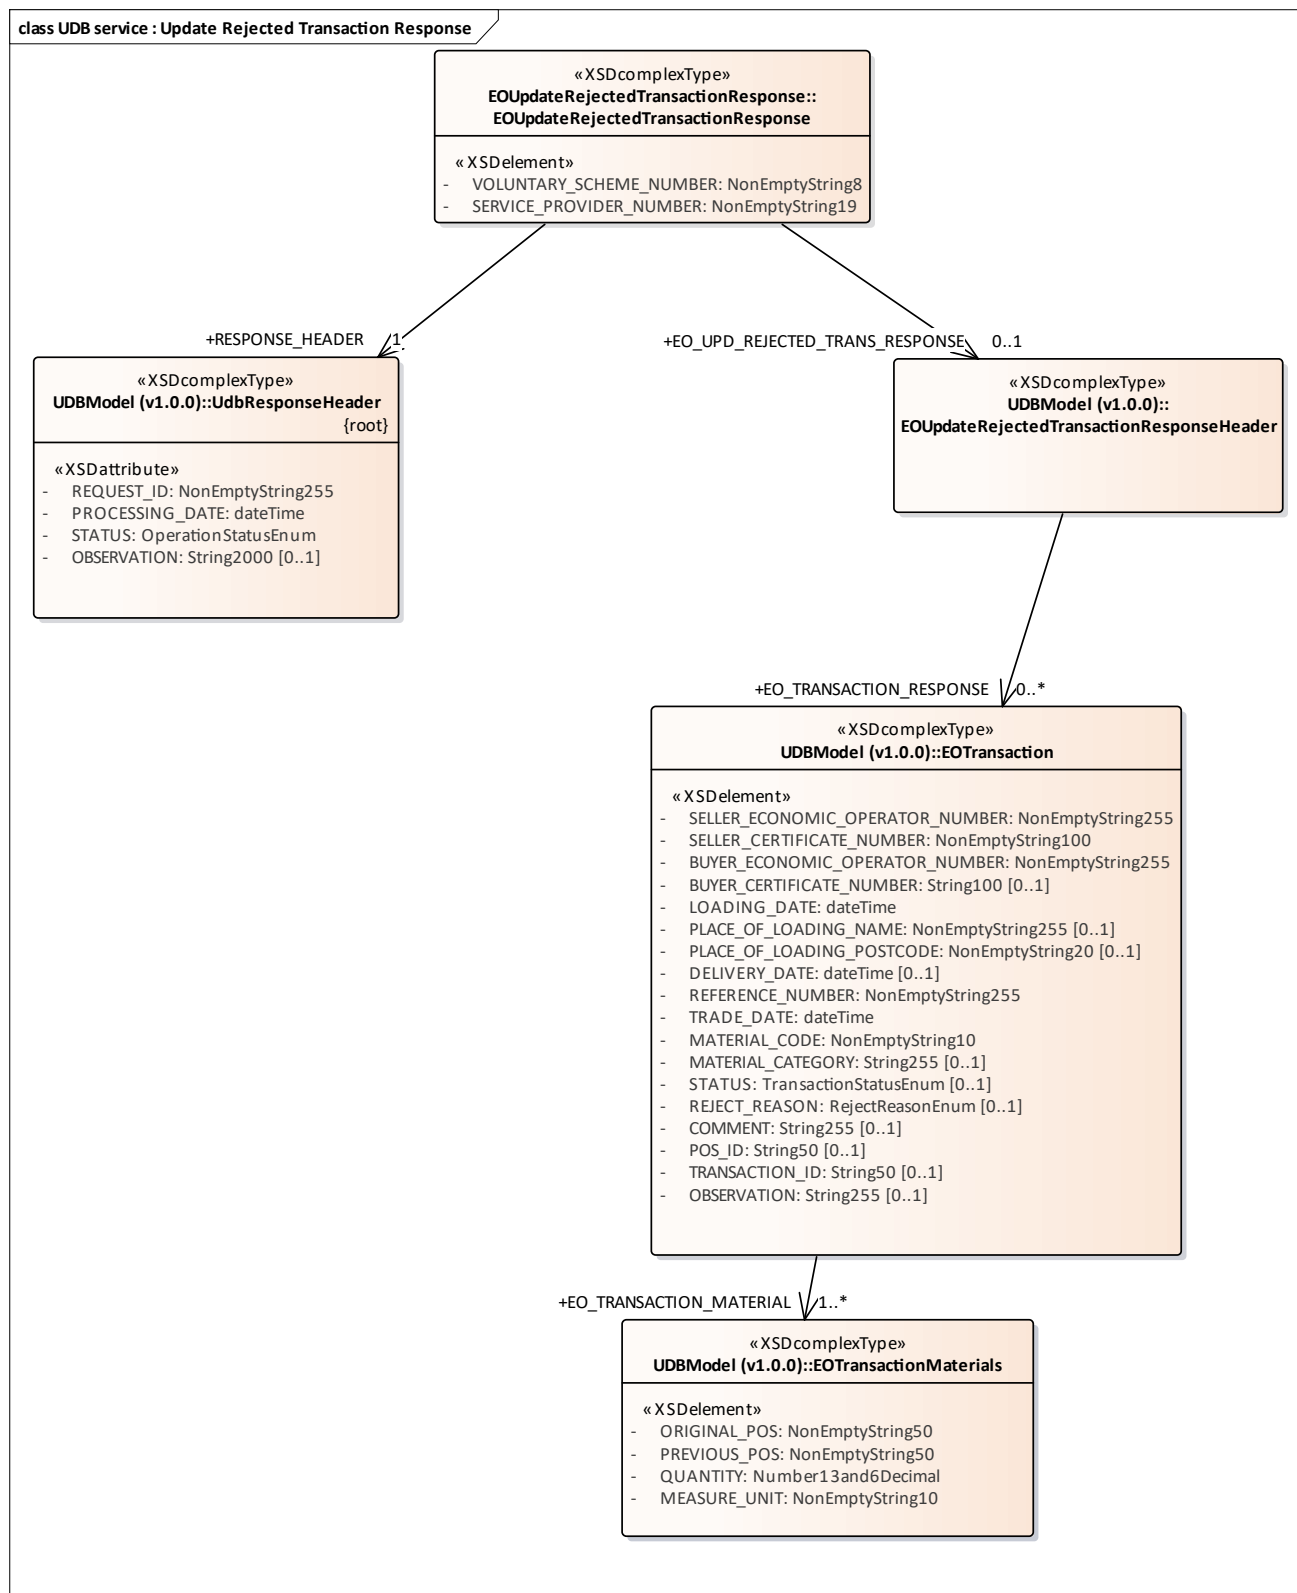 class UDB service : Update Rejected Transaction Response
«XSDcomplexType»
EOUpdateRejectedTransactionResponse::
EOUpdateRejectedTransactionResponse
«XSDelement»
- VOLUNTARY_SCHEME_NUMBER: NonEmptyString8
- SERVICE_PROVIDER_NUMBER: NonEmptyString19
+RESPONSE_HEADER 1
+EO_UPD_REJECTED_TRANS_RESPONSE 0..1
«XSDcomplexType»
UDBModel (v1.0.0)::UdbResponseHeader
{root}
«XSDattribute»
- REQUEST_ID: NonEmptyString255
- PROCESSING_DATE: dateTime
- STATUS: OperationStatusEnum
- OBSERVATION: String2000 [0..1]
«XSDcomplexType»
UDBModel (v1.0.0)::
EOUpdateRejectedTransactionResponseHeader
+EO_TRANSACTION_RESPONSE 0..*
«XSDcomplexType»
UDBModel (v1.0.0)::EOTransaction
«XSDelement»
- SELLER_ECONOMIC_OPERATOR_NUMBER: NonEmptyString255
- SELLER_CERTIFICATE_NUMBER: NonEmptyString100
- BUYER_ECONOMIC_OPERATOR_NUMBER: NonEmptyString255
- BUYER_CERTIFICATE_NUMBER: String100 [0..1]
- LOADING_DATE: dateTime
- PLACE_OF_LOADING_NAME: NonEmptyString255 [0..1]
- PLACE_OF_LOADING_POSTCODE: NonEmptyString20 [0..1]
- DELIVERY_DATE: dateTime [0..1]
- REFERENCE_NUMBER: NonEmptyString255
- TRADE_DATE: dateTime
- MATERIAL_CODE: NonEmptyString10
- MATERIAL_CATEGORY: String255 [0..1]
- STATUS: TransactionStatusEnum [0..1]
- REJECT_REASON: RejectReasonEnum [0..1]
- COMMENT: String255 [0..1]
- POS_ID: String50 [0..1]
- TRANSACTION_ID: String50 [0..1]
- OBSERVATION: String255 [0..1]
+EO_TRANSACTION_MATERIAL 1..*
«XSDcomplexType»
UDBModel (v1.0.0)::EOTransactionMaterials
«XSDelement»
- ORIGINAL_POS: NonEmptyString50
- PREVIOUS_POS: NonEmptyString50
- QUANTITY: Number13and6Decimal
- MEASURE_UNIT: NonEmptyString10